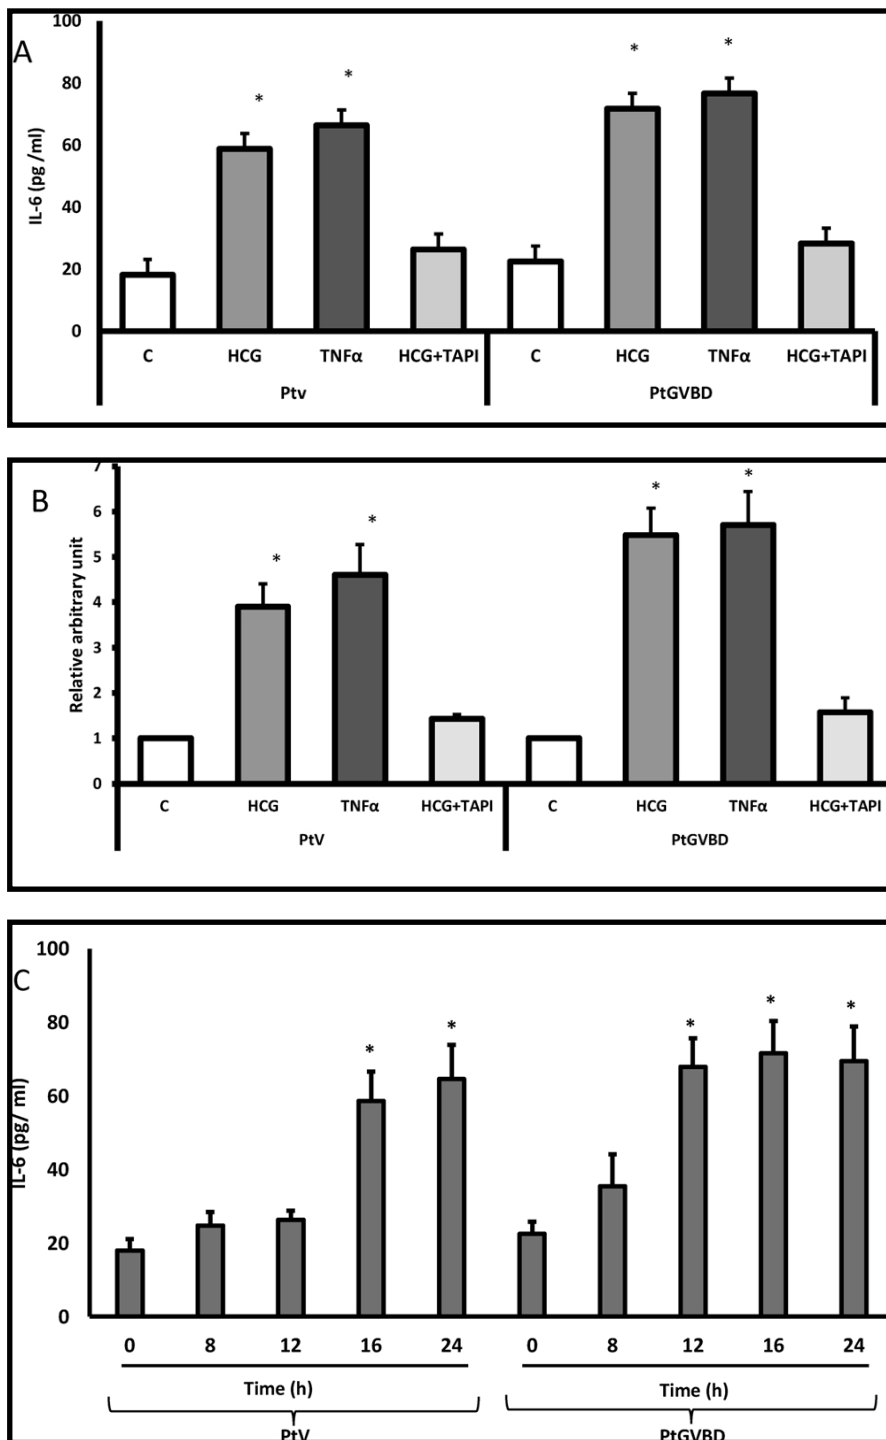 A
100
80
60
40
20
0
IL-6 (pg /ml)
* * * *
C HCG TNFα HCG+TAPI C HCG TNFα HCG+TAPI
Ptv PtGVBD
B
7
6
5
4
3
2
1
0
Relative arbitrary unit
* * * *
C HCG TNFα HCG+TAPI C HCG TNFα HCG+TAPI
PtV PtGVBD
C
100
80
60
40
20
0
IL-6 (pg/ ml)
* * * * *
0 8 12 16 24 0 8 12 16 24
Time (h) Time (h)
PtV PtGVBD